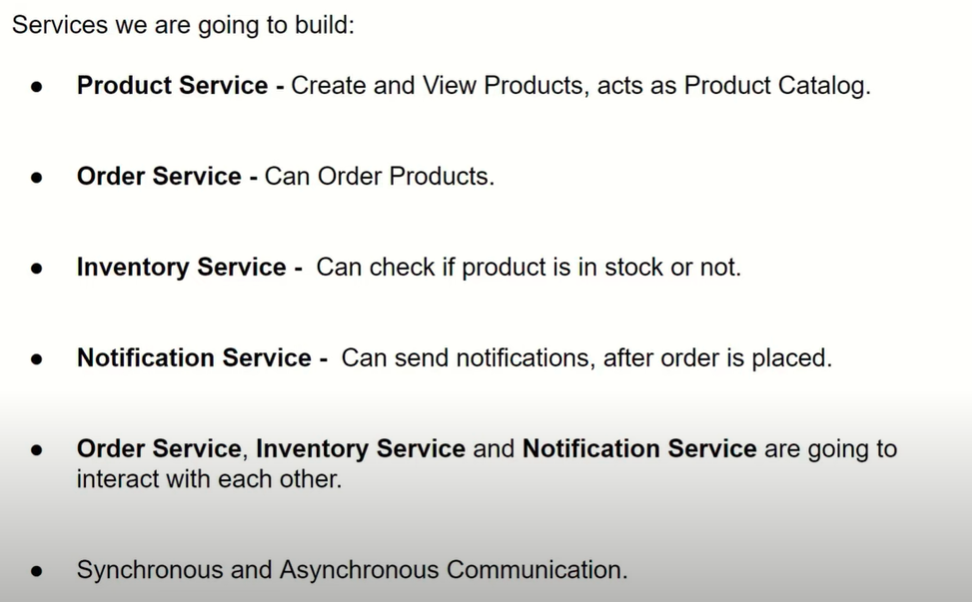 Services we are going to build:
● Product Service - Create and View Products, acts as Product Catalog.
● Order Service - Can Order Products.
● Inventory Service - Can check if product is in stock or not.
● Notification Service - Can send notifications, after order is placed.
● Order Service, Inventory Service and Notification Service are going to
interact with each other.
● Synchronous and Asynchronous Communication.